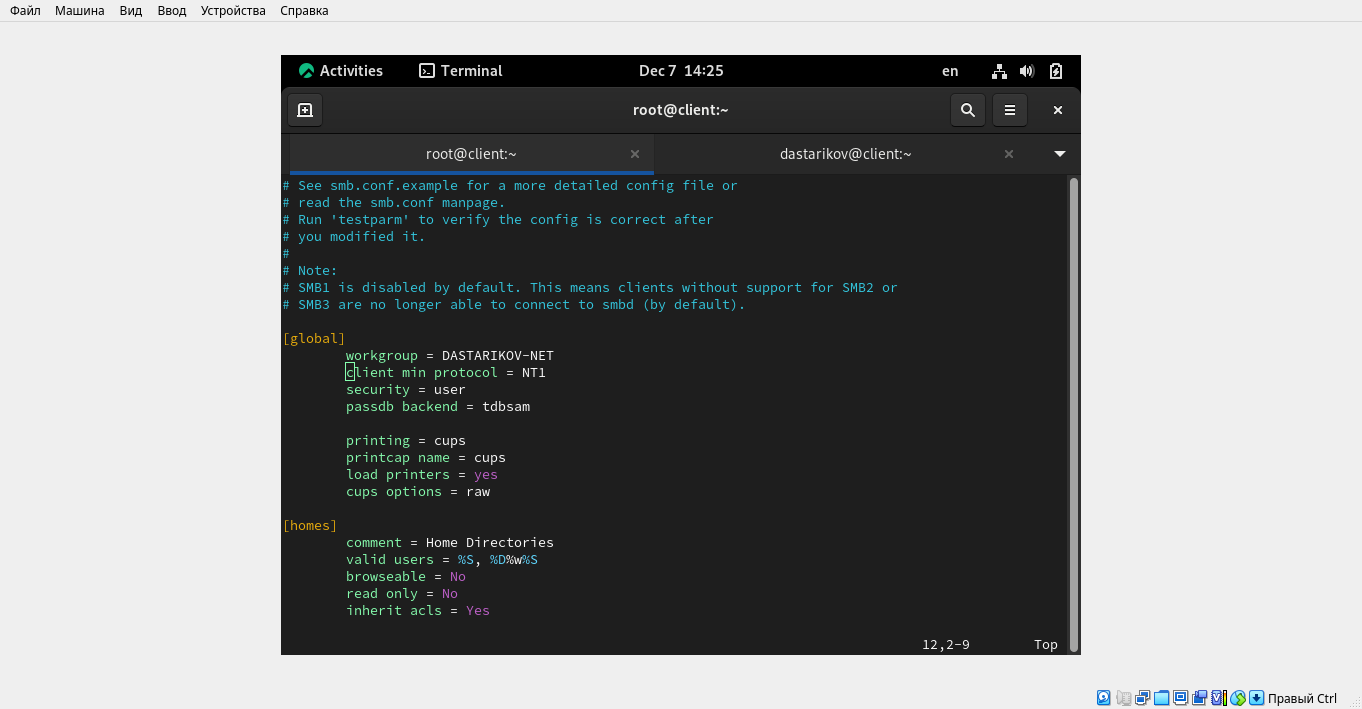 Файл Машина Вид Ввод Устройства Справка
Activities Terminal Dec 7 14:25 en
root@client:~
root@client:~ dastarikov@client:~
# See smb.conf.example for a more detailed config file or
# read the smb.conf manpage.
# Run 'testparm' to verify the config is correct after
# you modified it.
#
# Note:
# SMB1 is disabled by default. This means clients without support for SMB2 or
# SMB3 are no longer able to connect to smbd (by default).
[global]
workgroup = DASTARIKOV-NET
client min protocol = NT1
security = user
passdb backend = tdbsam
printing = cups
printcap name = cups
load printers = yes
cups options = raw
[homes]
comment = Home Directories
valid users = %S, %D%w%S
browseable = No
read only = No
inherit acls = Yes
12,2-9 Top
Правый Ctrl